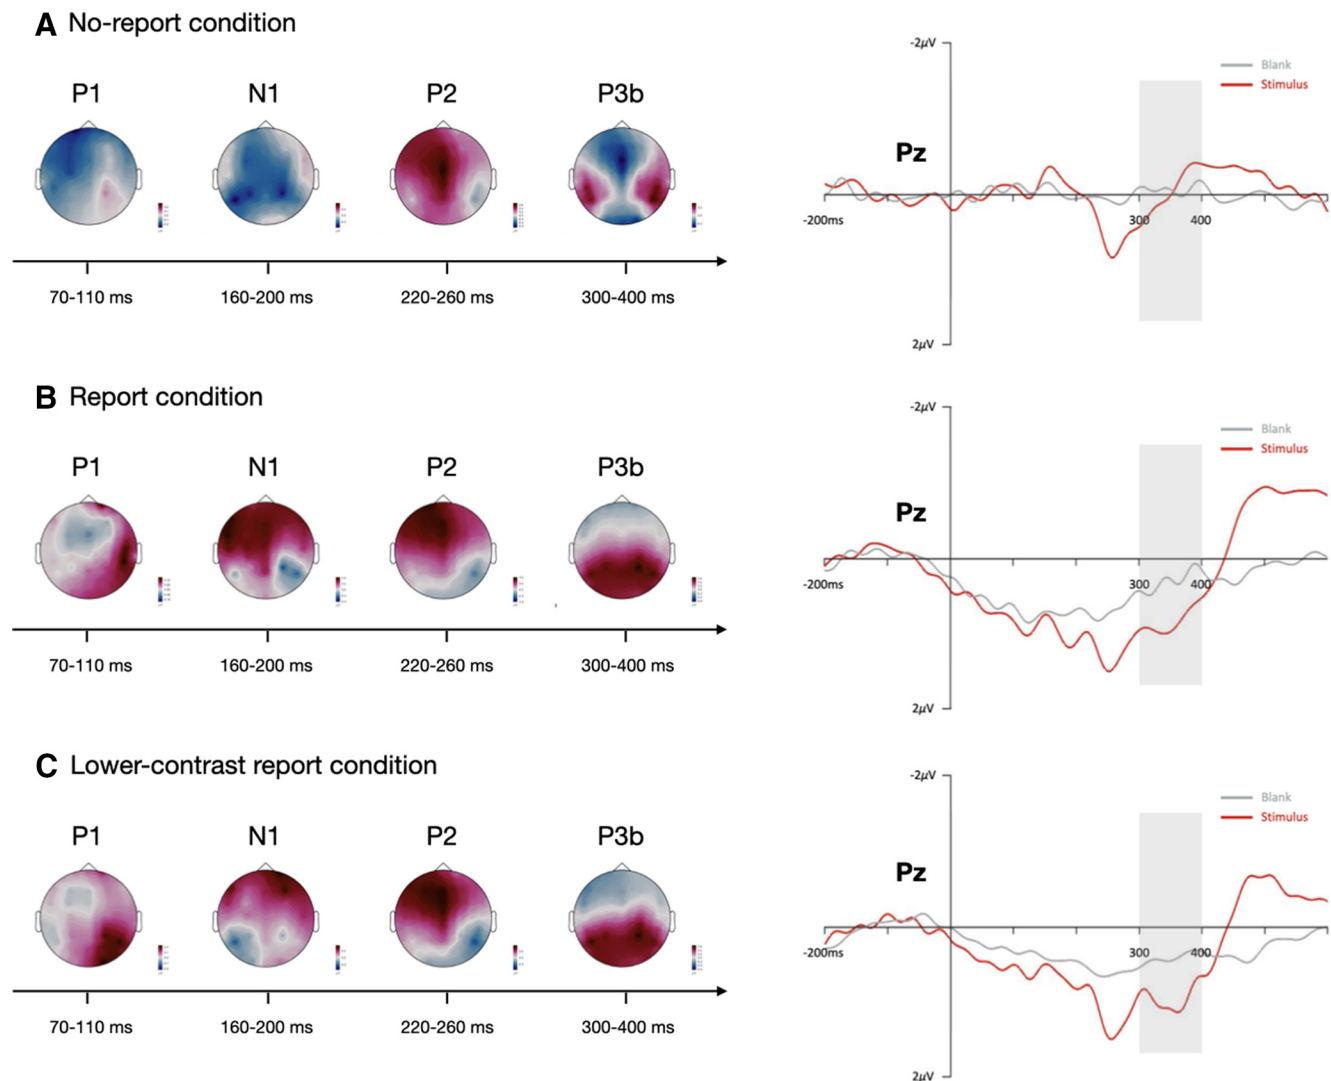 A No-report condition
P1 N1 P2 P3b
70-110 ms 160-200 ms 220-260 ms 300-400 ms
-2µV
Blank
Stimulus
Pz
-200ms 300 400
2µV
B Report condition
P1 N1 P2 P3b
70-110 ms 160-200 ms 220-260 ms 300-400 ms
-2µV
Blank
Stimulus
Pz
-200ms 300 400
2µV
C Lower-contrast report condition
P1 N1 P2 P3b
70-110 ms 160-200 ms 220-260 ms 300-400 ms
-2µV
Blank
Stimulus
Pz
-200ms 300 400
2µV